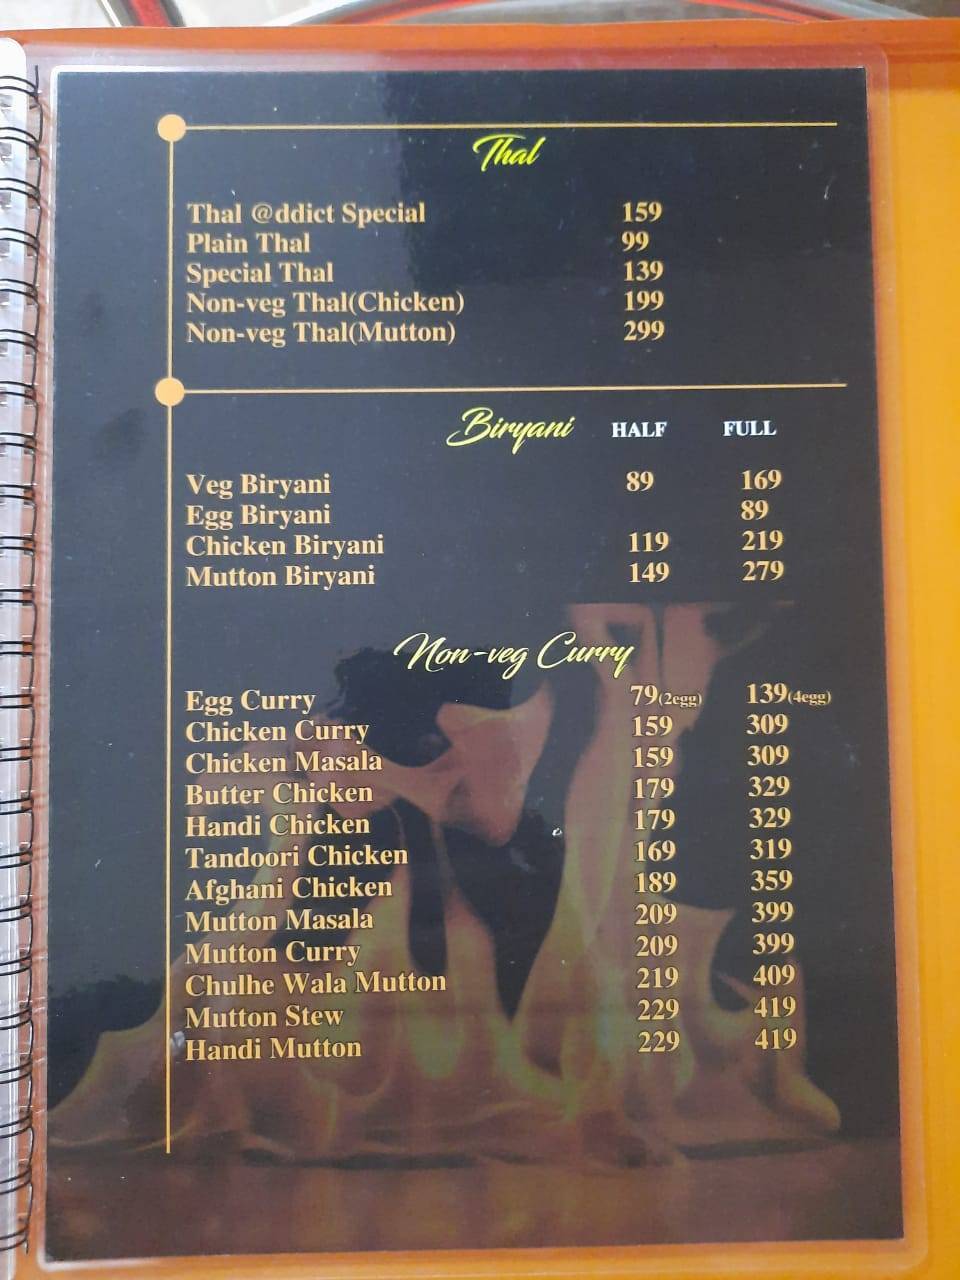 Thal
Thal @ddict Special 159
Plain Thal 99
Special Thal 139
Non-veg Thal(Chicken) 199
Non-veg Thal(Mutton) 299
Biryani HALF FULL
Veg Biryani 89 169
Egg Biryani 89
Chicken Biryani 119 219
Mutton Biryani 149 279
Non-veg Curry
Egg Curry 79(2egg) 139(4egg)
Chicken Curry 159 309
Chicken Masala 159 309
Butter Chicken 179 329
Handi Chicken 179 329
Tandoori Chicken 169 319
Afghani Chicken 189 359
Mutton Masala 209 399
Mutton Curry 209 399
Chulhe Wala Mutton 219 409
Mutton Stew 229 419
Handi Mutton 229 419